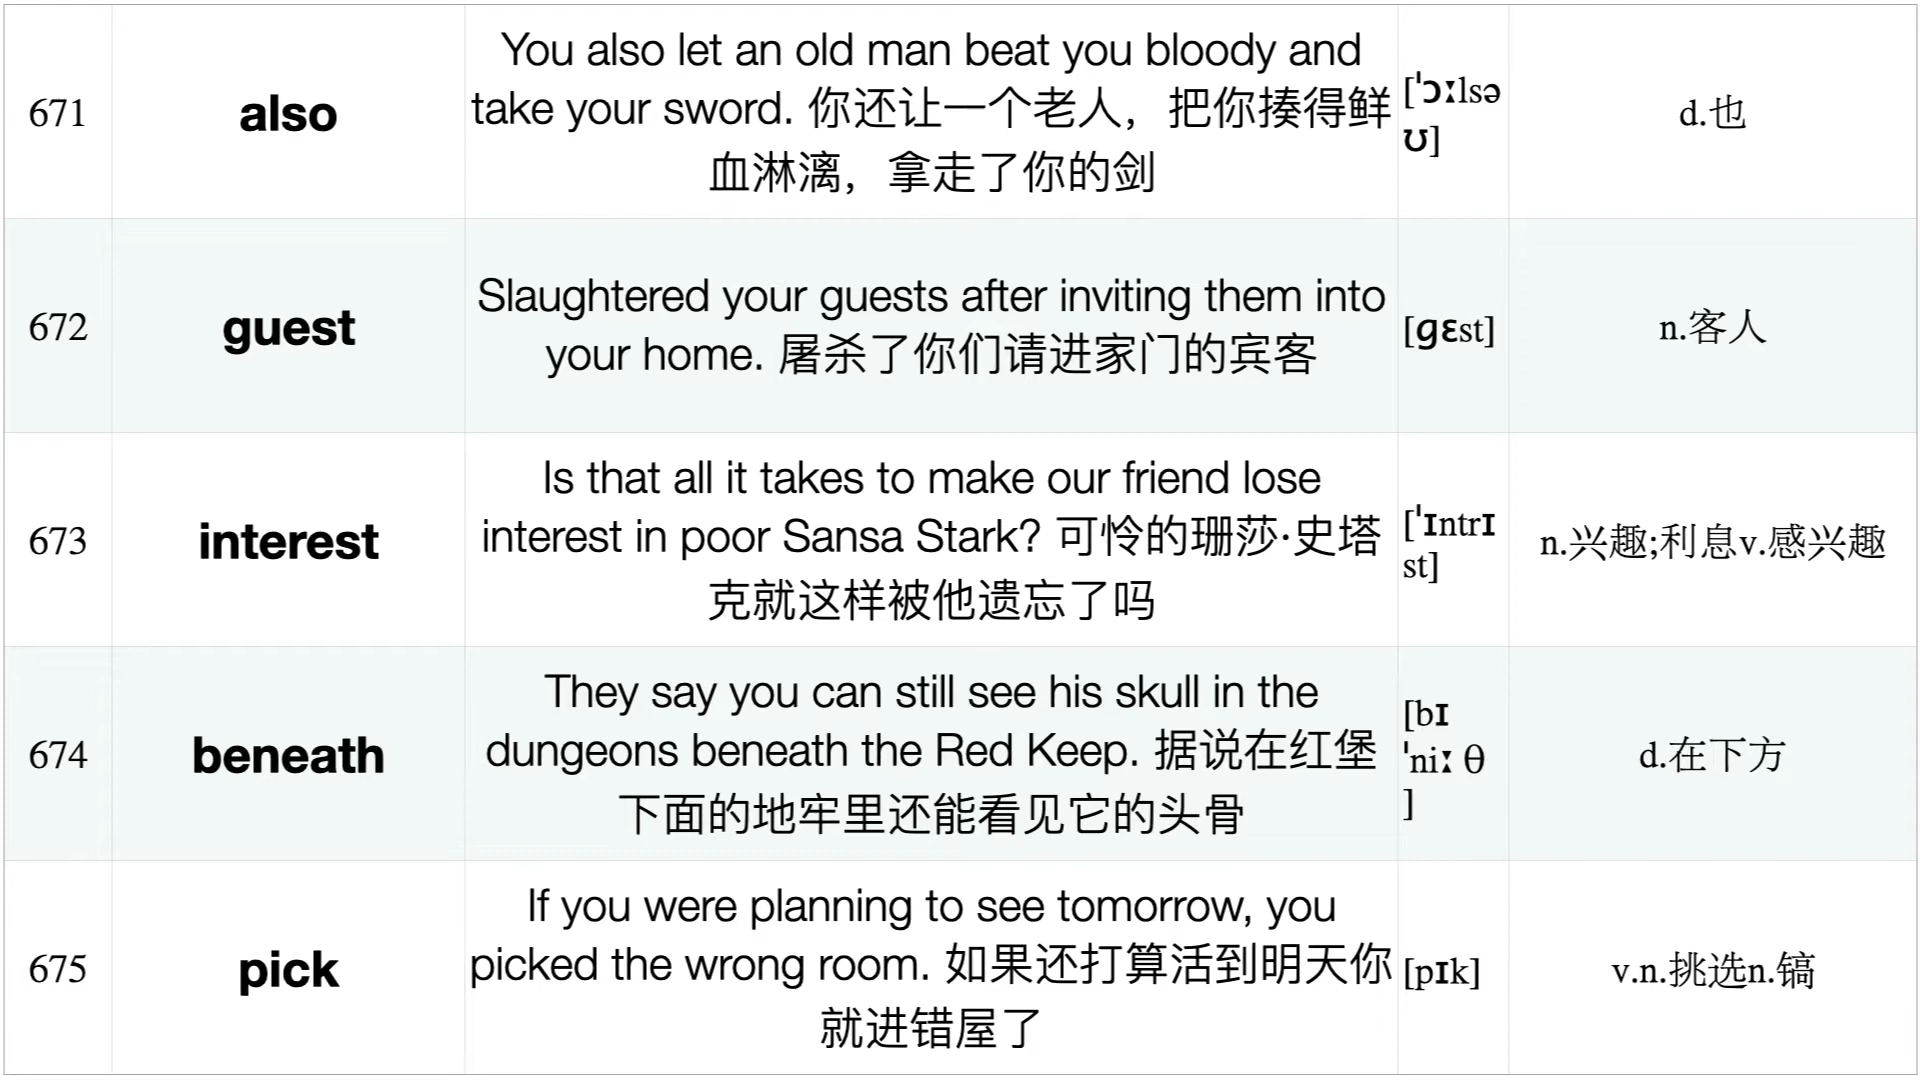 671
also
You also let an old man beat you bloody and
take your sword. 你还让一个老人，把你揍得鲜
血淋漓，拿走了你的剑
[ˈɔːlsə
ʊ]
d.也
672
guest
Slaughtered your guests after inviting them into
your home. 屠杀了你们请进家门的宾客
[ɡɛst]
n.客人
673
interest
Is that all it takes to make our friend lose
interest in poor Sansa Stark? 可怜的珊莎·史塔
克就这样被他遗忘了吗
[ˈɪntrɪ
st]
n.兴趣;利息v.感兴趣
674
beneath
They say you can still see his skull in the
dungeons beneath the Red Keep. 据说在红堡
下面的地牢里还能看见它的头骨
[bɪ
ˈniː θ
]
d.在下方
675
pick
If you were planning to see tomorrow, you
picked the wrong room. 如果还打算活到明天你
就进错屋了
[pɪk]
v.n.挑选n.镐